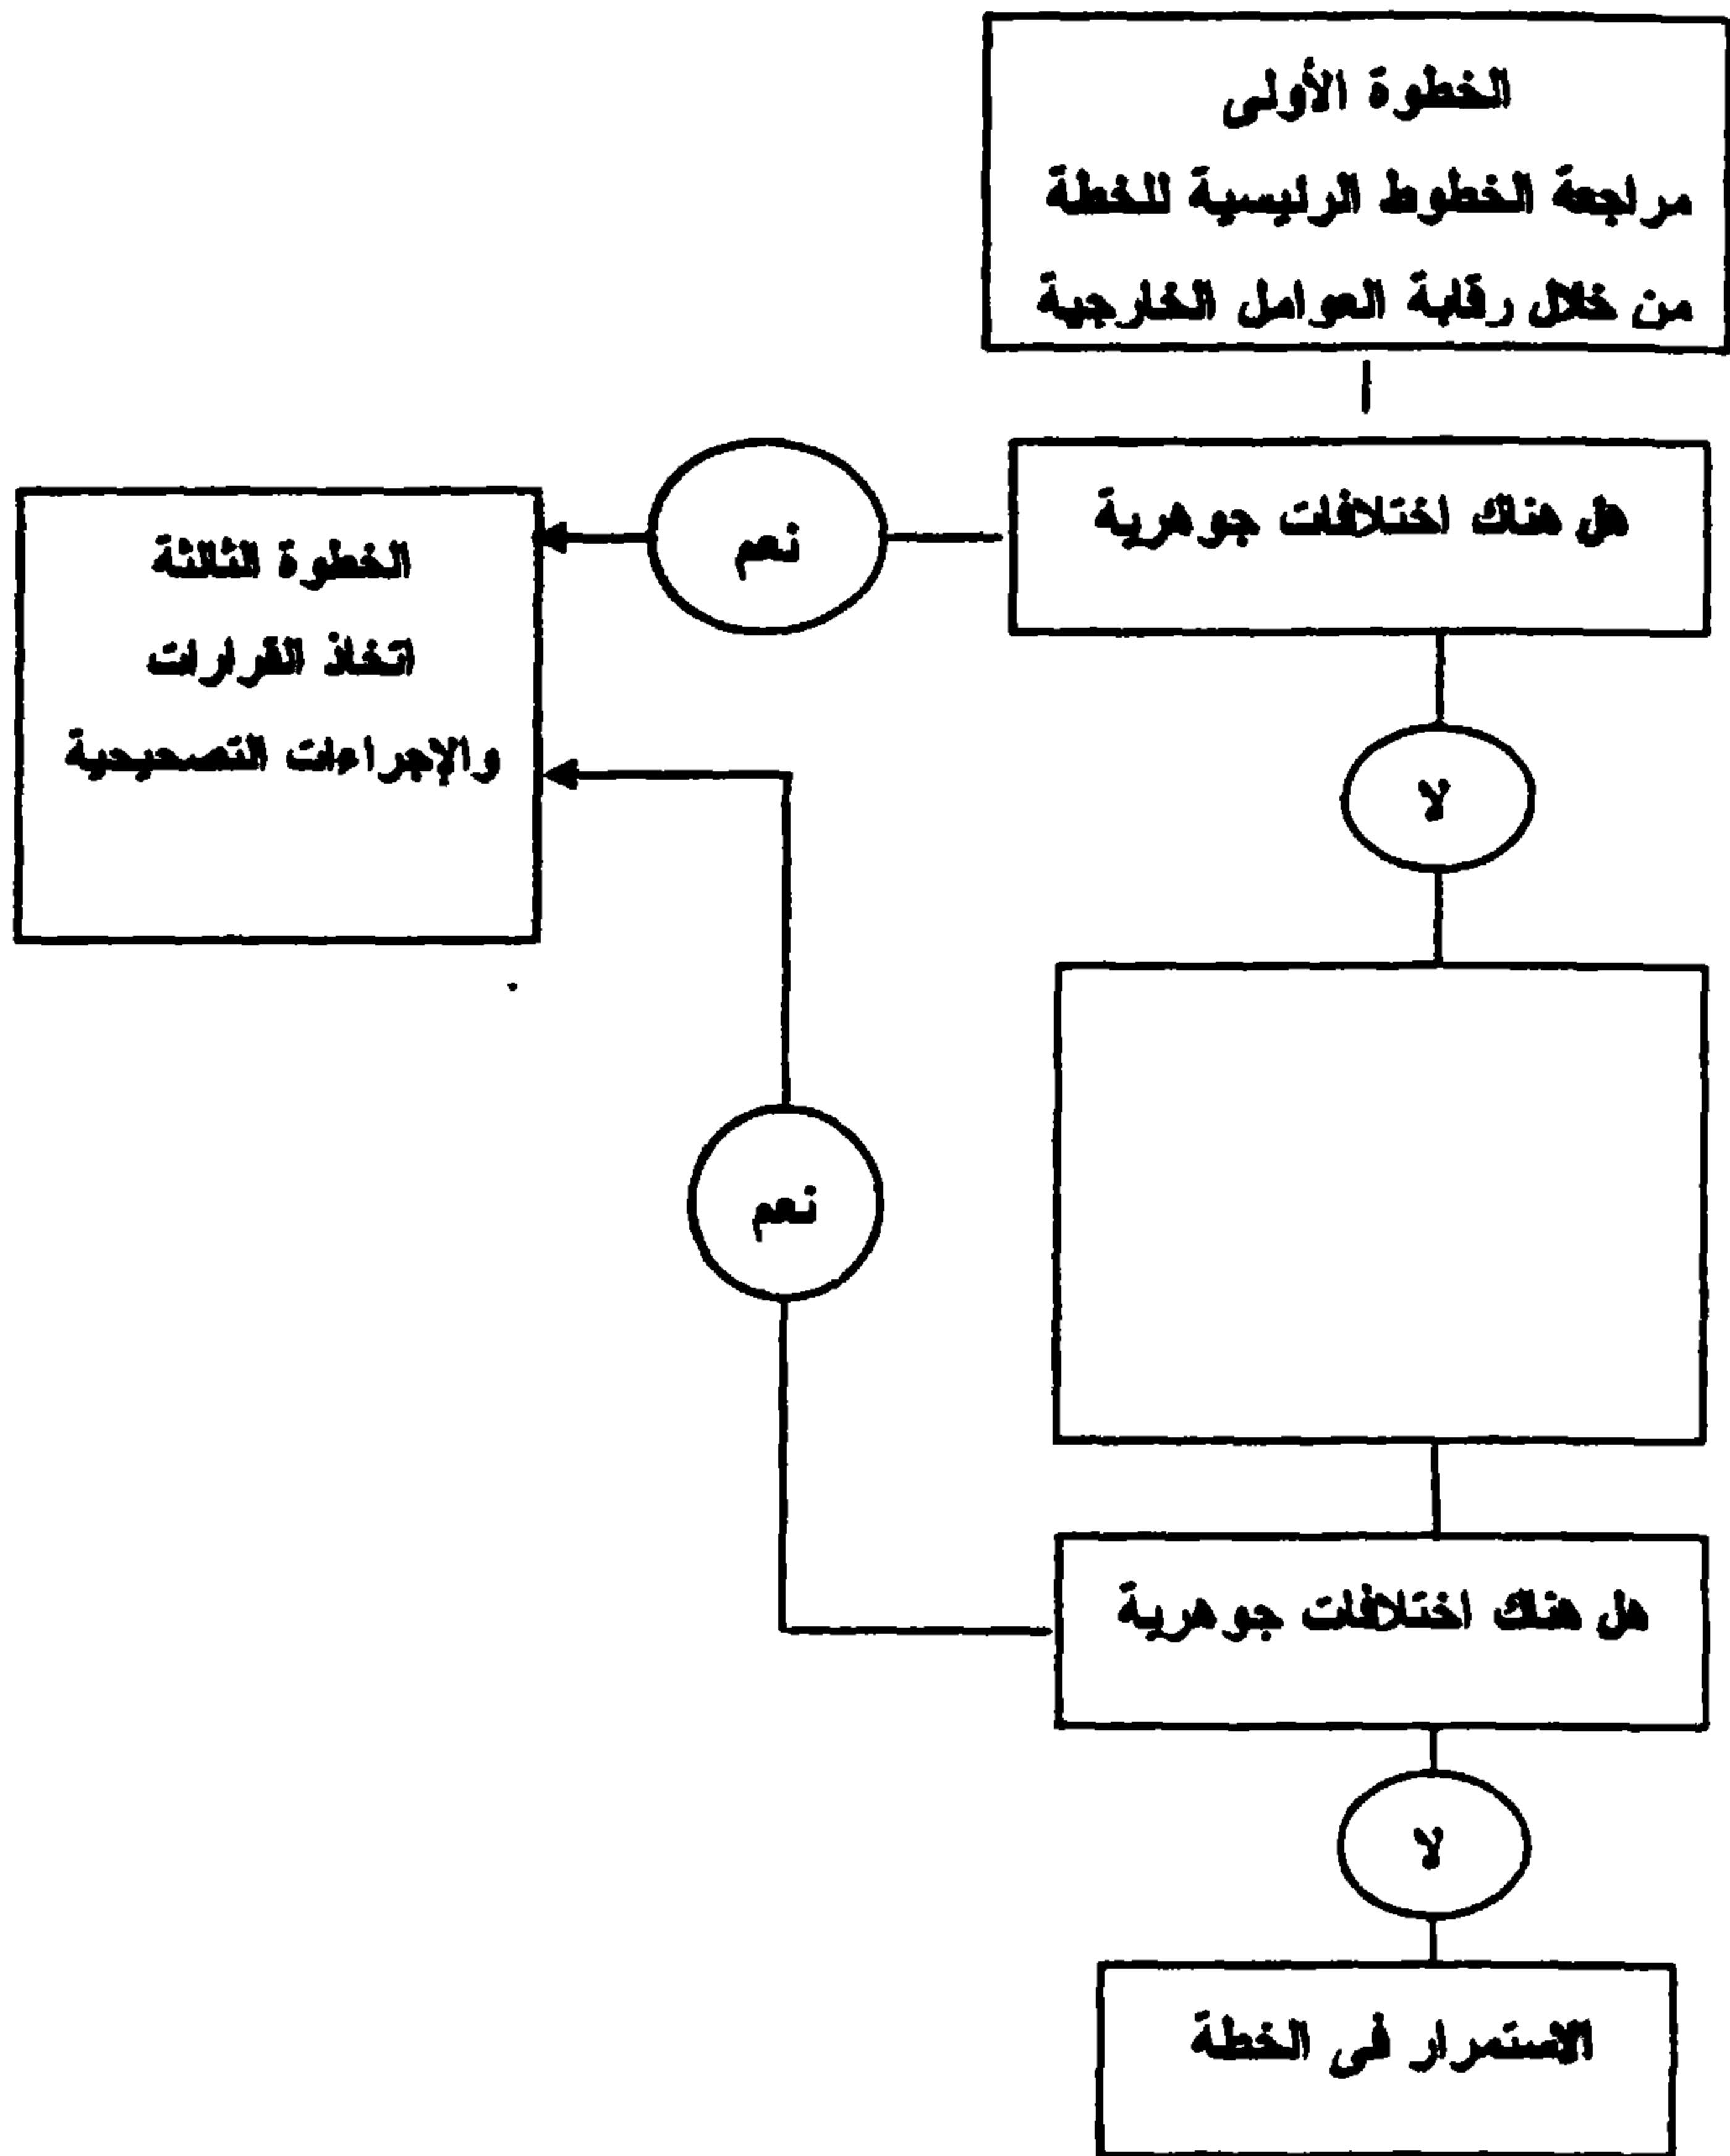 الخطوة الأولى
مراجعة الخطوط الرئيسية للخطة
من خلال رقابة العوامل الخارجية
هل هناك اختلافات جوهرية
نعم
الخطوة الثالثة
اتخاذ القرارات
والإجراءات التصحيحية
لا
نعم
هل هناك اختلافات جوهرية
لا
الاستمرار في الخطة